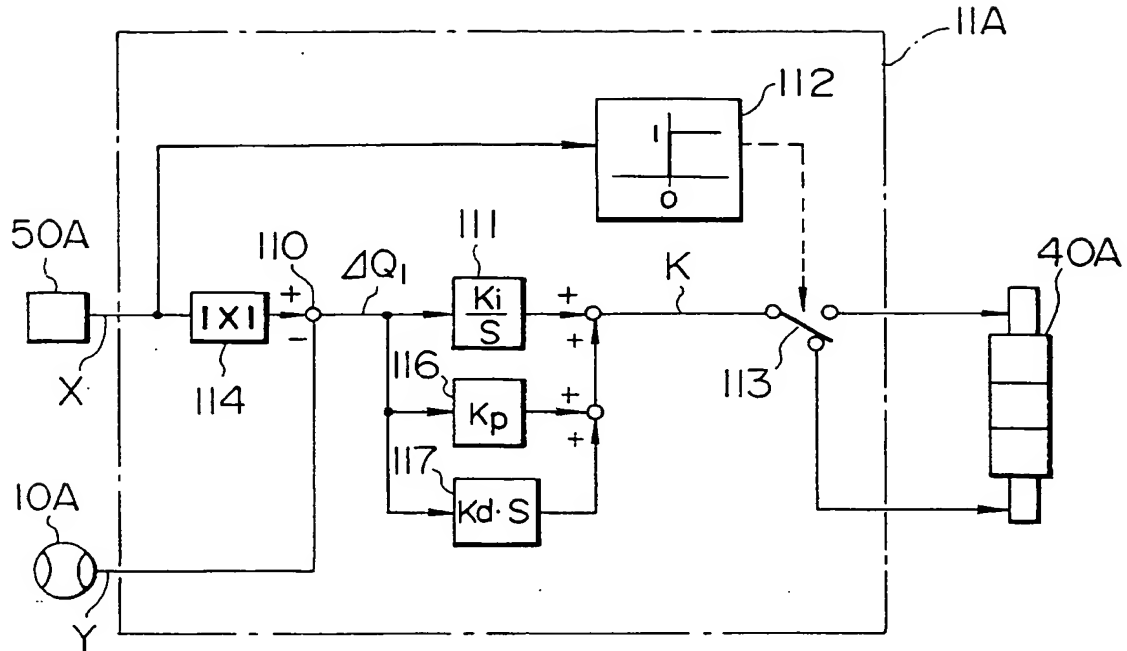 11A
112
1
0
50A
110
111
40A
ΔQ1
Ki
S
+
K
+
|X|
−
+
X
114
116
113
+
Kp
+
117
10A
Kd·S
Y